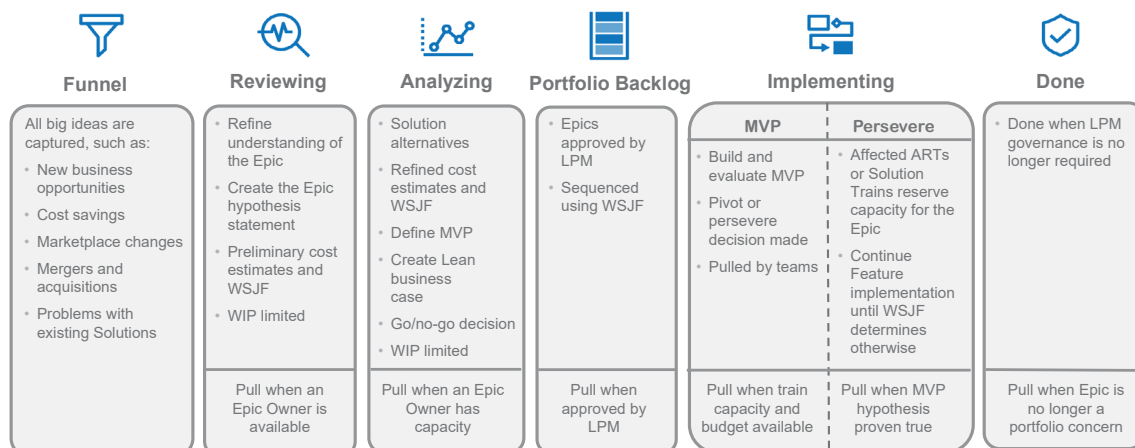 Funnel
All big ideas are
captured, such as:
• New business
opportunities
• Cost savings
• Marketplace changes
• Mergers and
acquisitions
• Problems with
existing Solutions
Reviewing
• Refine
understanding of
the Epic
• Create the Epic
hypothesis
statement
• Preliminary cost
estimates and
WSJF
• WIP limited
Pull when an
Epic Owner is
available
Analyzing
• Solution
alternatives
• Refined cost
estimates and
WSJF
• Define MVP
• Create Lean
business
case
• Go/no-go decision
• WIP limited
Pull when an Epic
Owner has
capacity
Portfolio Backlog
• Epics
approved by
LPM
• Sequenced
using WSJF
Pull when
approved by
LPM
Implementing
MVP
• Build and
evaluate MVP
• Pivot or
persevere
decision made
• Pulled by teams
Pull when train
capacity and
budget available
Persevere
• Affected ARTs
or Solution
Trains reserve
capacity for the
Epic
• Continue
Feature
implementation
until WSJF
determines
otherwise
Pull when MVP
hypothesis
proven true
Done
• Done when LPM
governance is no
longer required
Pull when Epic is
no longer a
portfolio concern